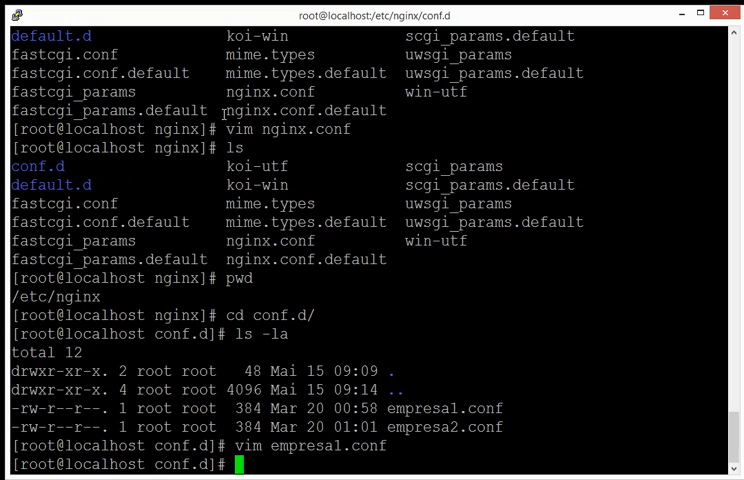 root@localhost:/etc/nginx/conf.d
default.d koi-win scgi_params.default
fastcgi.conf mime.types uwsgi_params
fastcgi.conf.default mime.types.default uwsgi_params.default
fastcgi_params nginx.conf win-utf
fastcgi_params.default nginx.conf.default
[root@localhost nginx]# vim nginx.conf
[root@localhost nginx]# ls
conf.d koi-utf scgi_params
default.d koi-win scgi_params.default
fastcgi.conf mime.types uwsgi_params
fastcgi.conf.default mime.types.default uwsgi_params.default
fastcgi_params nginx.conf win-utf
fastcgi_params.default nginx.conf.default
[root@localhost nginx]# pwd
/etc/nginx
[root@localhost nginx]# cd conf.d/
[root@localhost conf.d]# ls -la
total 12
drwxr-xr-x. 2 root root 48 Mai 15 09:09 .
drwxr-xr-x. 4 root root 4096 Mai 15 09:14 ..
-rw-r--r--. 1 root root 384 Mar 20 00:58 empresa1.conf
-rw-r--r--. 1 root root 384 Mar 20 01:01 empresa2.conf
[root@localhost conf.d]# vim empresa1.conf
[root@localhost conf.d]#